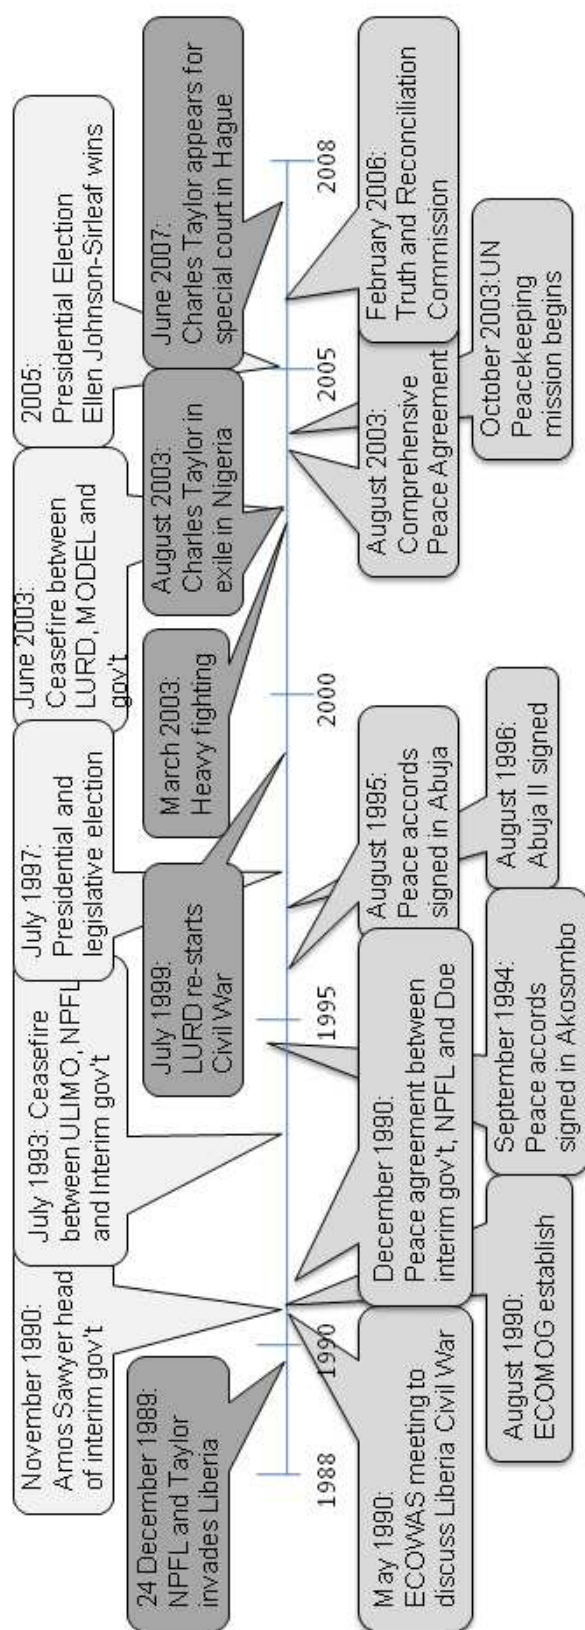 November 1990:
Amos Sawyer head
of interim gov't
July 1993: Ceasefire
between ULIMO, NPFL
and Interim gov't
July 1997:
Presidential and
legislative election
June 2003:
Ceasefire between
LURD, MODEL and
gov't
2005:
Presidential Election
Ellen Johnson-Sirleaf wins
24 December 1989:
NPFL and Taylor
invades Liberia
July 1999:
LURD re-starts
Civil War
March 2003:
Heavy fighting
August 2003:
Charles Taylor in
exile in Nigeria
June 2007:
Charles Taylor appears for
special court in Hague
1988
1990
1995
2000
2005
2008
May 1990:
ECOWAS meeting to
discuss Liberia Civil War
December 1990:
Peace agreement between
interim gov't, NPFL and Doe
August 1995:
Peace accords
signed in Abuja
August 2003:
Comprehensive
Peace Agreement
February 2006:
Truth and Reconciliation
Commission
August 1990:
ECOMOG establish
September 1994:
Peace accords
signed in Akosombo
August 1996:
Abuja II signed
October 2003:UN
Peacekeeping
mission begins